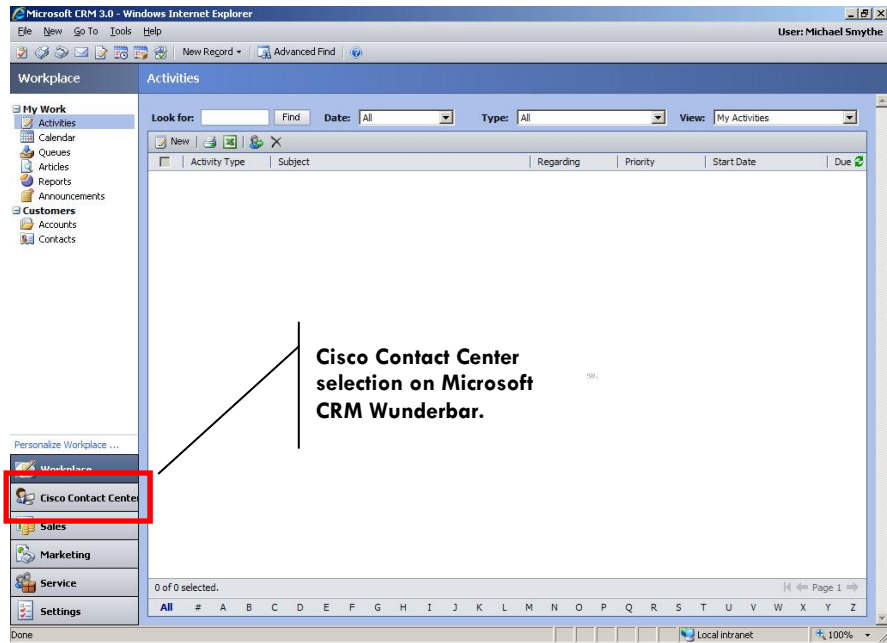 Microsoft CRM 3.0 - Windows Internet Explorer
File New Go To Tools Help User: Michael Smythe
New Record Advanced Find
Workplace
Activities
My Work
Activities
Calendar
Queues
Articles
Reports
Announcements
Customers
Accounts
Contacts
Look for: Find Date: All Type: All View: My Activities
New
Activity Type Subject Regarding Priority Start Date Due
Cisco Contact Center
selection on Microsoft
CRM Wunderbar.
ew.
Personalize Workplace ...
Workplace
Cisco Contact Center
Sales
Marketing
Service
Settings
0 of 0 selected. Page 1
All # A B C D E F G H I J K L M N O P Q R S T U V W X Y Z
Done Local intranet 100%